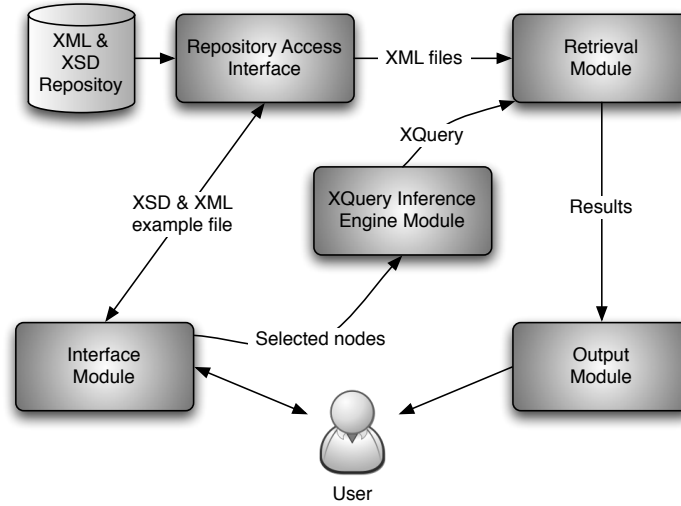 XML &
XSD
Repositoy
Repository Access
Interface
XML files
Retrieval
Module
XQuery
XSD & XML
example file
XQuery Inference
Engine Module
Results
Selected nodes
Interface
Module
Output
Module
User